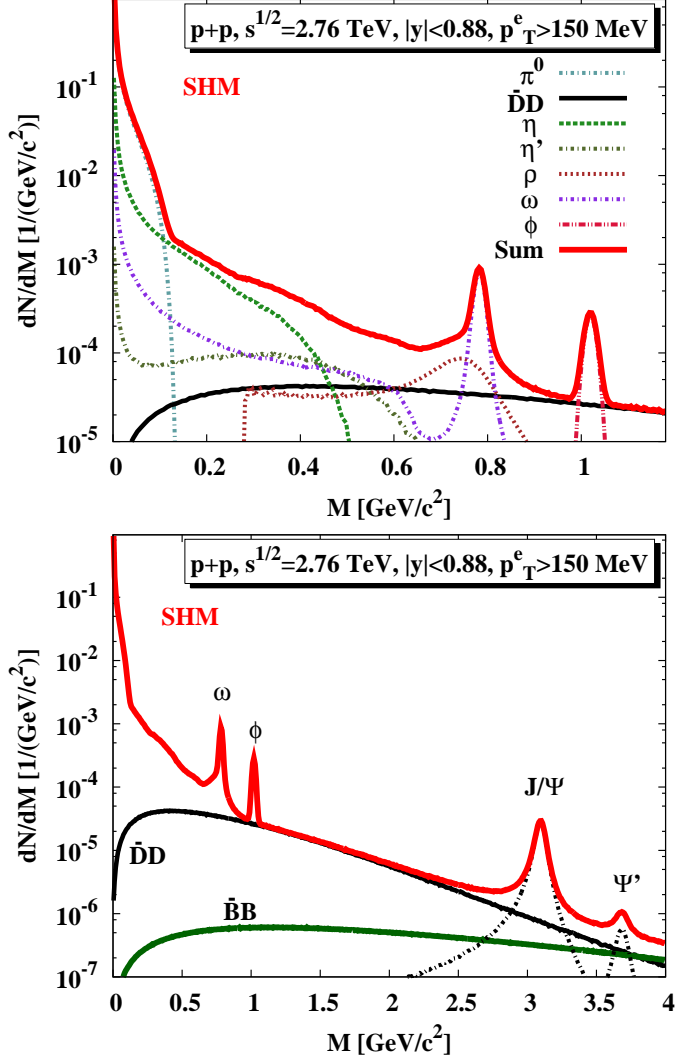 p+p, s^1/2=2.76 TeV, |y|<0.88, p^e_T>150 MeV
SHM
π^0
D̄D
η
η’
ρ
ω
ϕ
Sum
dN/dM [1/(GeV/c^2)]
10^-1
10^-2
10^-3
10^-4
10^-5
0 0.2 0.4 0.6 0.8 1
M [GeV/c^2]
p+p, s^1/2=2.76 TeV, |y|<0.88, p^e_T>150 MeV
SHM
ω
ϕ
J/Ψ
Ψ’
D̄D
B̄B
dN/dM [1/(GeV/c^2)]
10^-1
10^-2
10^-3
10^-4
10^-5
10^-6
10^-7
0 0.5 1 1.5 2 2.5 3 3.5 4
M [GeV/c^2]